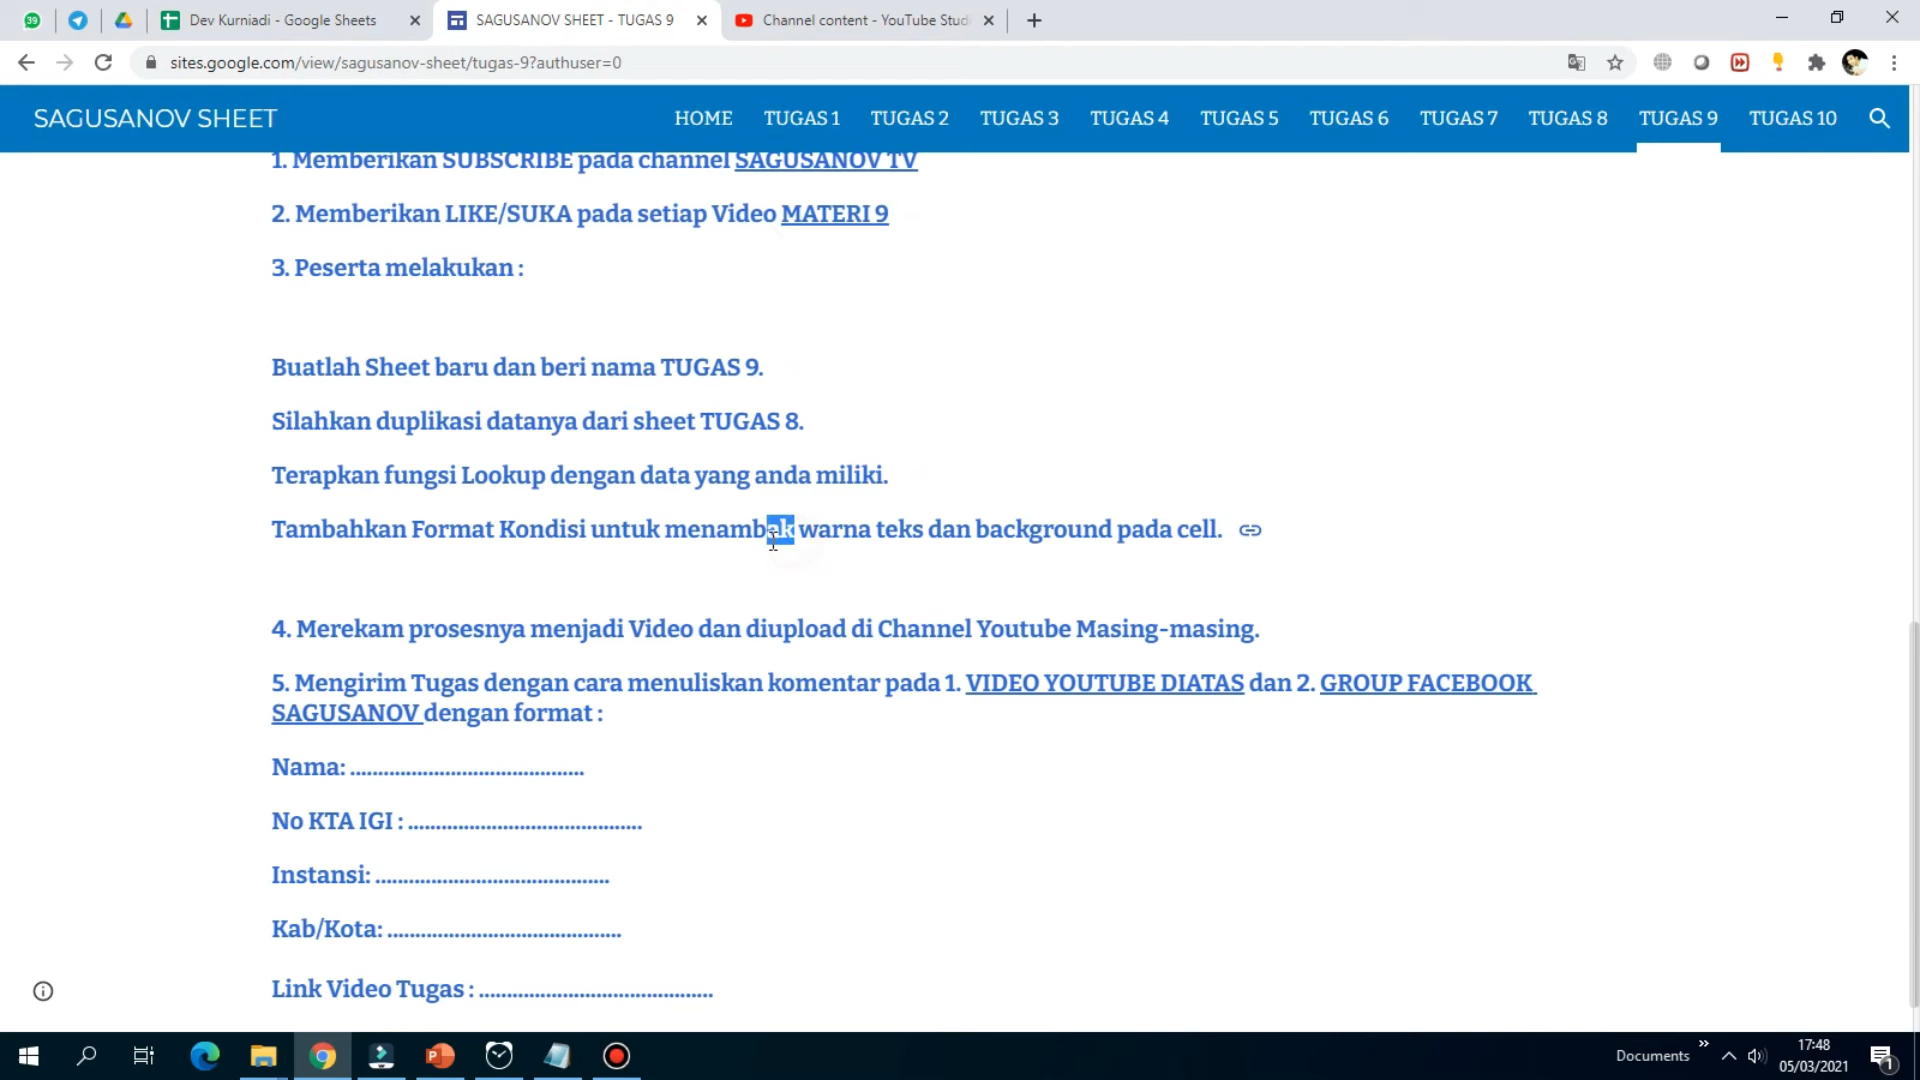 39
Dev Kurniadi - Google Sheets
SAGUSANOV SHEET - TUGAS 9
Channel content - YouTube Stud
sites.google.com/view/sagusanov-sheet/tugas-9?authuser=0
SAGUSANOV SHEET
HOME TUGAS 1 TUGAS 2 TUGAS 3 TUGAS 4 TUGAS 5 TUGAS 6 TUGAS 7 TUGAS 8 TUGAS 9 TUGAS 10
1. Memberikan SUBSCRIBE pada channel SAGUSANOV TV
2. Memberikan LIKE/SUKA pada setiap Video MATERI 9
3. Peserta melakukan :
Buatlah Sheet baru dan beri nama TUGAS 9.
Silahkan duplikasi datanya dari sheet TUGAS 8.
Terapkan fungsi Lookup dengan data yang anda miliki.
Tambahkan Format Kondisi untuk menambak warna teks dan background pada cell.
4. Merekam prosesnya menjadi Video dan diupload di Channel Youtube Masing-masing.
5. Mengirim Tugas dengan cara menuliskan komentar pada 1. VIDEO YOUTUBE DIATAS dan 2. GROUP FACEBOOK
SAGUSANOV dengan format :
Nama: ..........................................
No KTA IGI : ..........................................
Instansi: ..........................................
Kab/Kota: ..........................................
Link Video Tugas : ..........................................
Documents
17:48
05/03/2021
1